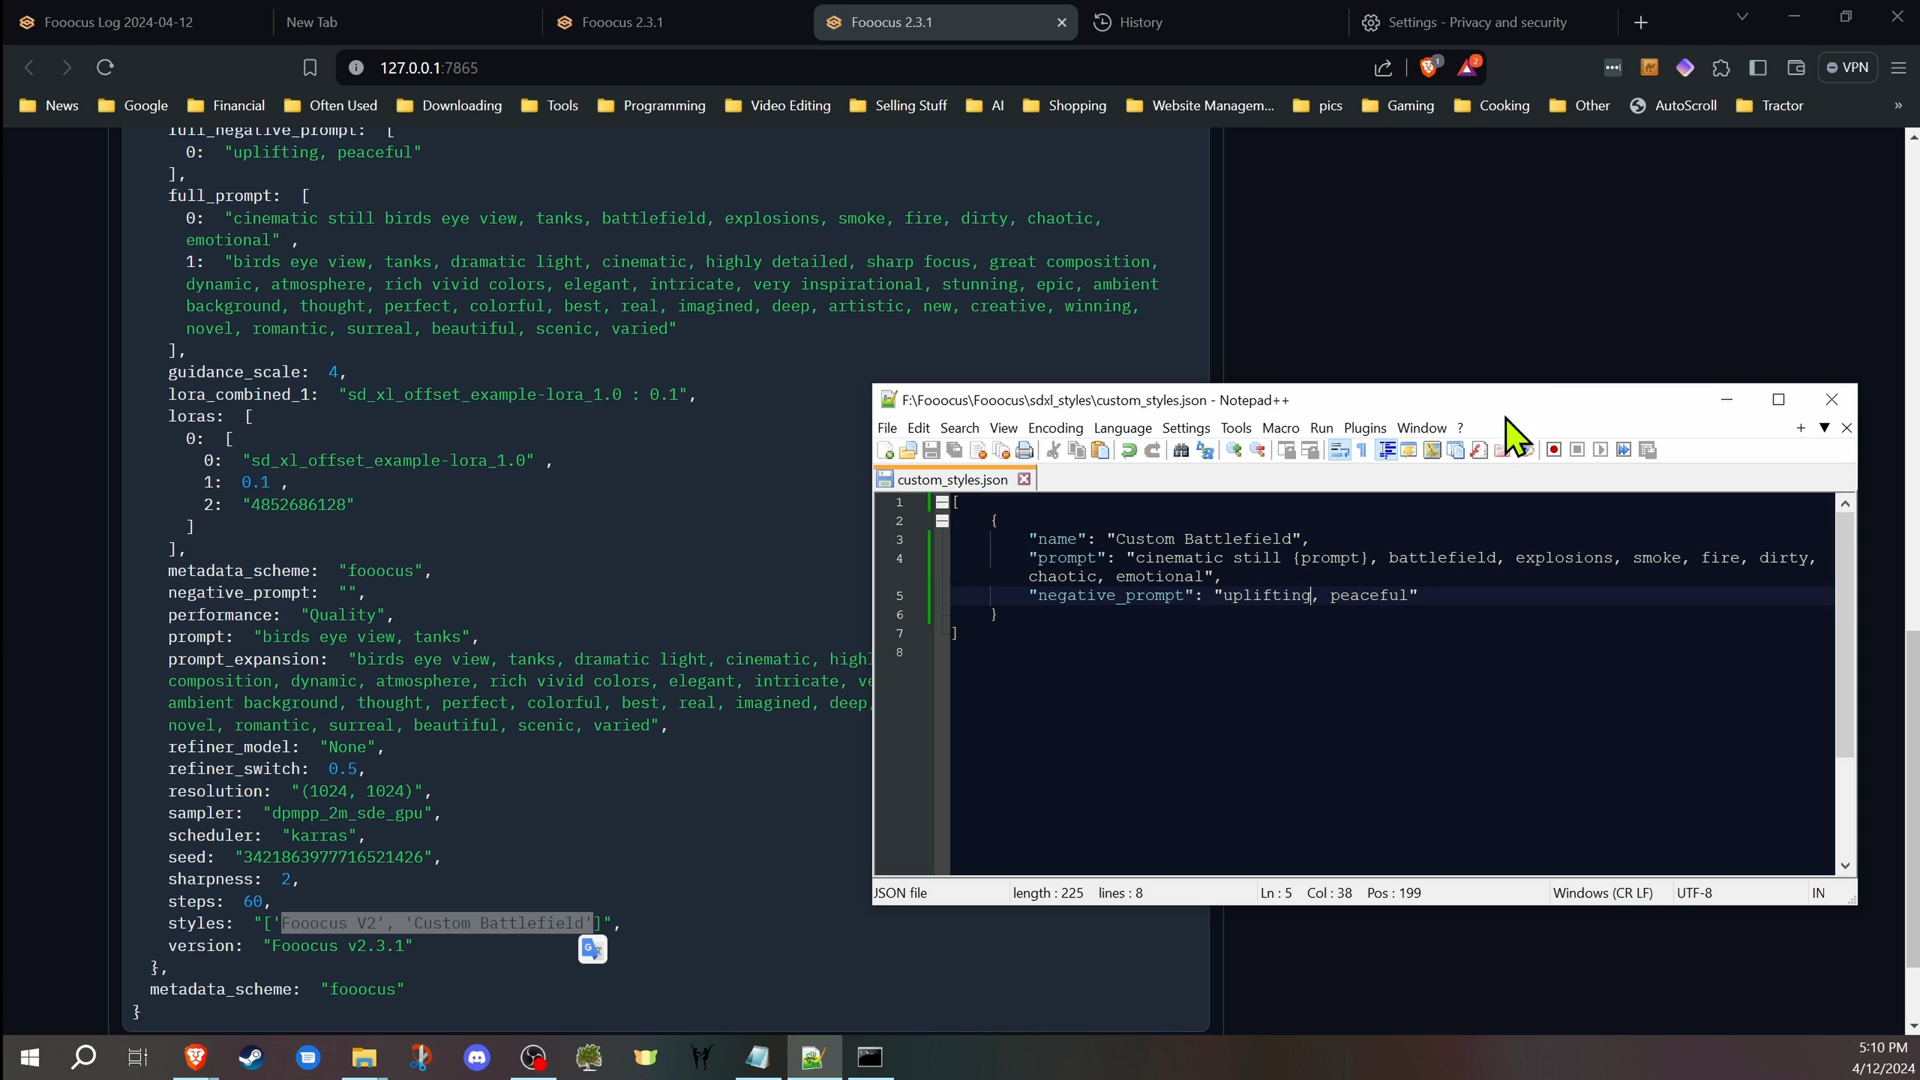 Fooocus Log 2024-04-12
New Tab
Fooocus 2.3.1
Fooocus 2.3.1
History
Settings - Privacy and security
127.0.0.1:7865
1
2
VPN
News
Google
Financial
Often Used
Downloading
Tools
Programming
Video Editing
Selling Stuff
AI
Shopping
Website Managem...
pics
Gaming
Cooking
Other
AutoScroll
Tractor
»
full_negative_prompt: [
0: "uplifting, peaceful"
],
full_prompt: [
0: "cinematic still birds eye view, tanks, battlefield, explosions, smoke, fire, dirty, chaotic,
emotional" ,
1: "birds eye view, tanks, dramatic light, cinematic, highly detailed, sharp focus, great composition,
dynamic, atmosphere, rich vivid colors, elegant, intricate, very inspirational, stunning, epic, ambient
background, thought, perfect, colorful, best, real, imagined, deep, artistic, new, creative, winning,
novel, romantic, surreal, beautiful, scenic, varied"
],
guidance_scale: 4,
lora_combined_1: "sd_xl_offset_example-lora_1.0 : 0.1",
loras: [
0: [
0: "sd_xl_offset_example-lora_1.0" ,
1: 0.1 ,
2: "4852686128"
]
],
metadata_scheme: "fooocus",
negative_prompt: "",
performance: "Quality",
prompt: "birds eye view, tanks",
prompt_expansion: "birds eye view, tanks, dramatic light, cinematic, highl
composition, dynamic, atmosphere, rich vivid colors, elegant, intricate, ve
ambient background, thought, perfect, colorful, best, real, imagined, deep,
novel, romantic, surreal, beautiful, scenic, varied",
refiner_model: "None",
refiner_switch: 0.5,
resolution: "(1024, 1024)",
sampler: "dpmpp_2m_sde_gpu",
scheduler: "karras",
seed: "3421863977716521426",
sharpness: 2,
steps: 60,
styles: "['Fooocus V2', 'Custom Battlefield']",
version: "Fooocus v2.3.1"
},
metadata_scheme: "fooocus"
}
F:\Fooocus\Fooocus\sdxl_styles\custom_styles.json - Notepad++
File Edit Search View Encoding Language Settings Tools Macro Run Plugins Window ?
custom_styles.json
1 [
2 {
3 "name": "Custom Battlefield",
4 "prompt": "cinematic still {prompt}, battlefield, explosions, smoke, fire, dirty,
chaotic, emotional",
5 "negative_prompt": "uplifting, peaceful"
6 }
7 ]
8
JSON file
length : 225 lines : 8
Ln : 5 Col : 38 Pos : 199
Windows (CR LF)
UTF-8
IN
5:10 PM
4/12/2024